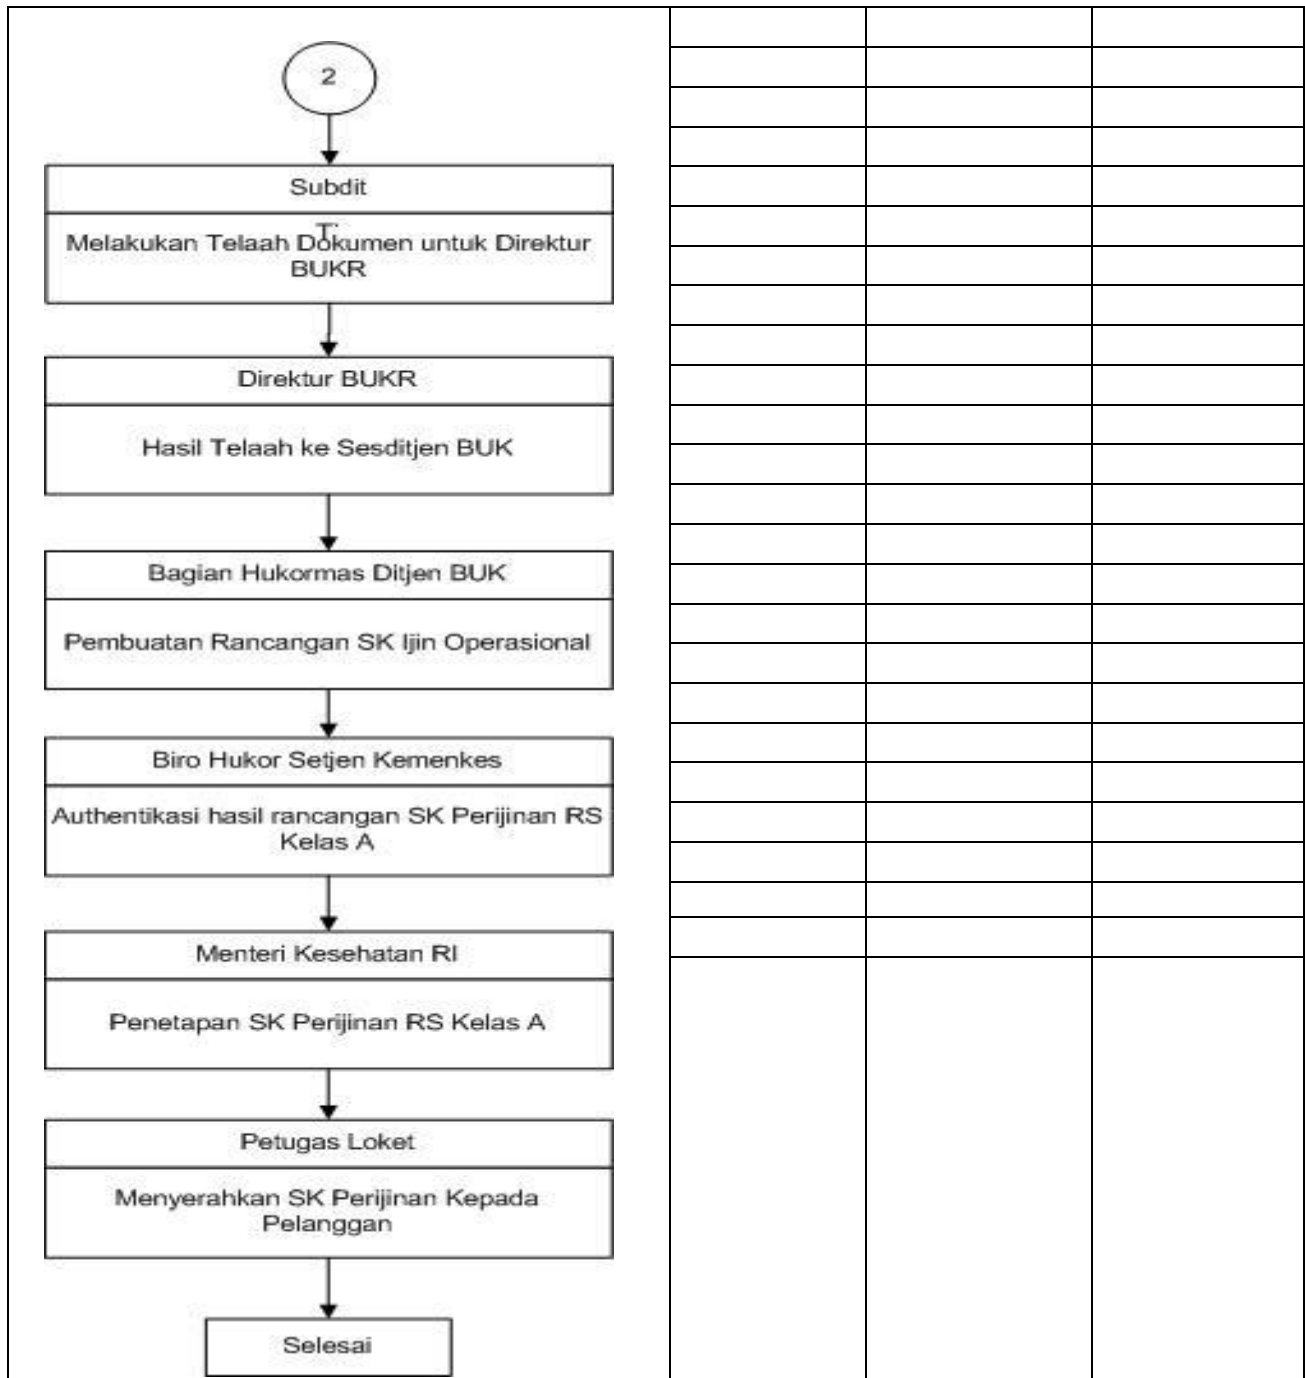 2
Subdit
Melakukan Telaah Dokumen untuk Direktur
BUKR
Direktur BUKR
Hasil Telaah ke Sesditjen BUK
Bagian Hukormas Ditjen BUK
Pembuatan Rancangan SK Ijin Operasional
Biro Hukor Setjen Kemenkes
Authentikasi hasil rancangan SK Perijinan RS
Kelas A
Menteri Kesehatan RI
Penetapan SK Perijinan RS Kelas A
Petugas Loket
Menyerahkan SK Perijinan Kepada
Pelanggan
Selesai